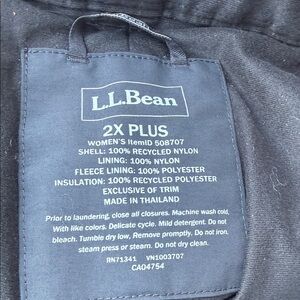 L.L.Bean
2X PLUS
WOMEN'S ItemID 508707
SHELL: 100% RECYCLED NYLON
LINING: 100% NYLON
FLEECE LINING: 100% RECYCLED POLYESTER
INSULATION: 100% RECYCLED POLYESTER
EXCLUSIVE OF TRIM
MADE IN THAILAND
Prior to laundering, close all closures. Machine wash cold,
With like colors. Delicate cycle. Mild detergent. Do not
bleach. Tumble dry low, Remove promptly. Do not iron,
steam press or steam. Do not dry clean.
RN71341 VN1003707
CA04754